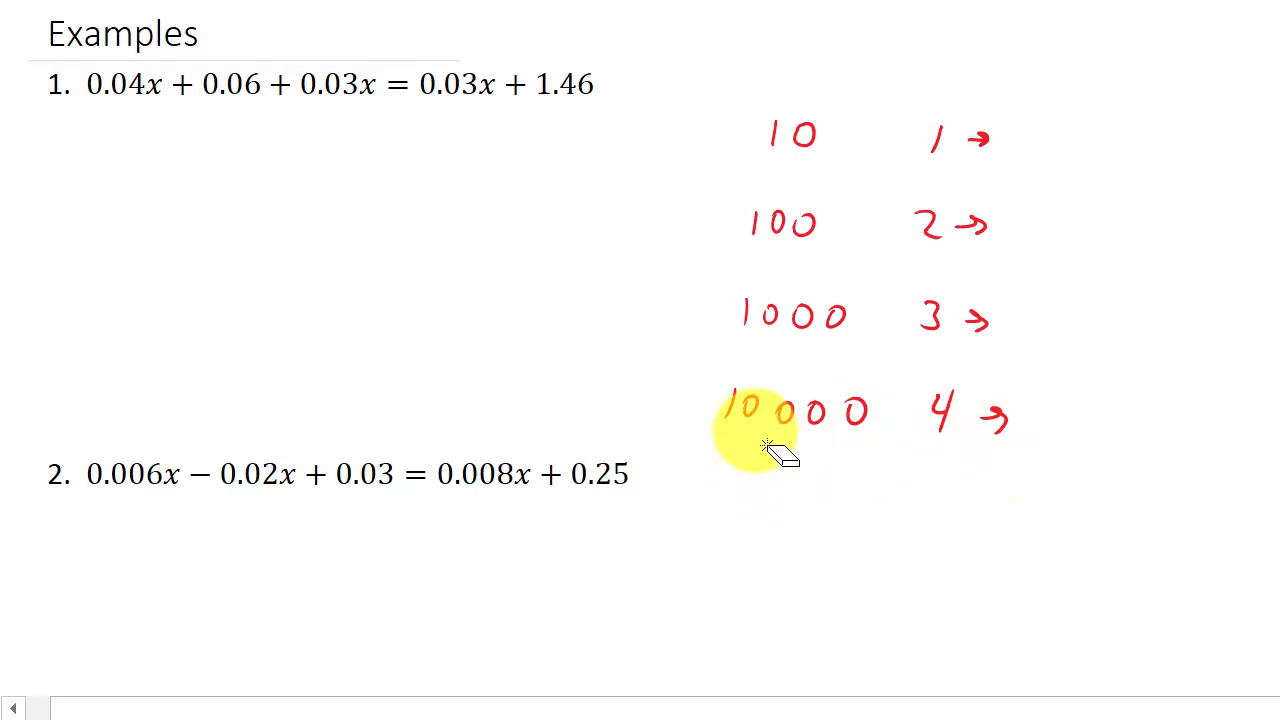 Examples
1. 0.04x + 0.06 + 0.03x = 0.03x + 1.46
10 1 →
100 2 →
1000 3 →
10000 4 →
2. 0.006x − 0.02x + 0.03 = 0.008x + 0.25